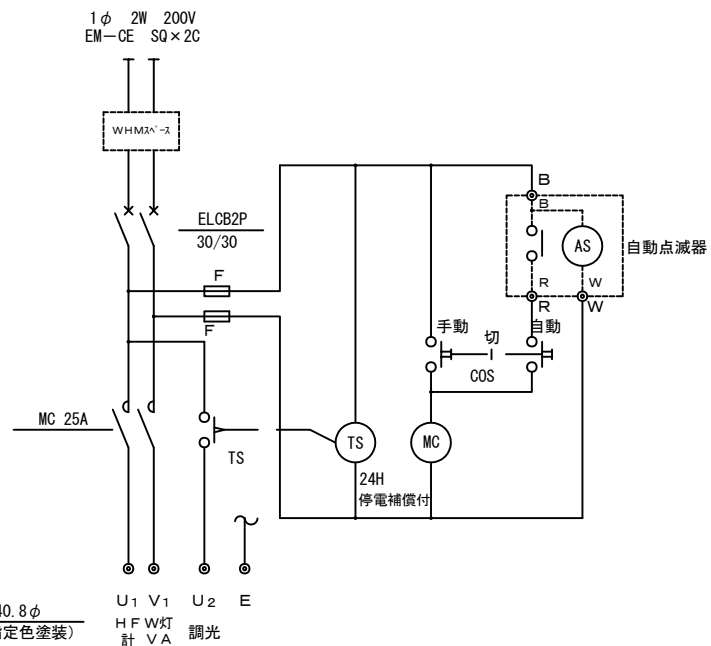 1φ 2W 200V
EM－CE SQ×2C
WHMｽﾍﾟｰｽ
ELCB2P
30/30
F
F
B
B
AS
自動点滅器
R
W
R
W
手動
切
自動
COS
MC 25A
TS
TS
MC
24H
停電補償付
U1 V1 U2 E
HF W灯
計 VA
調光
40.8φ
指定色塗装）